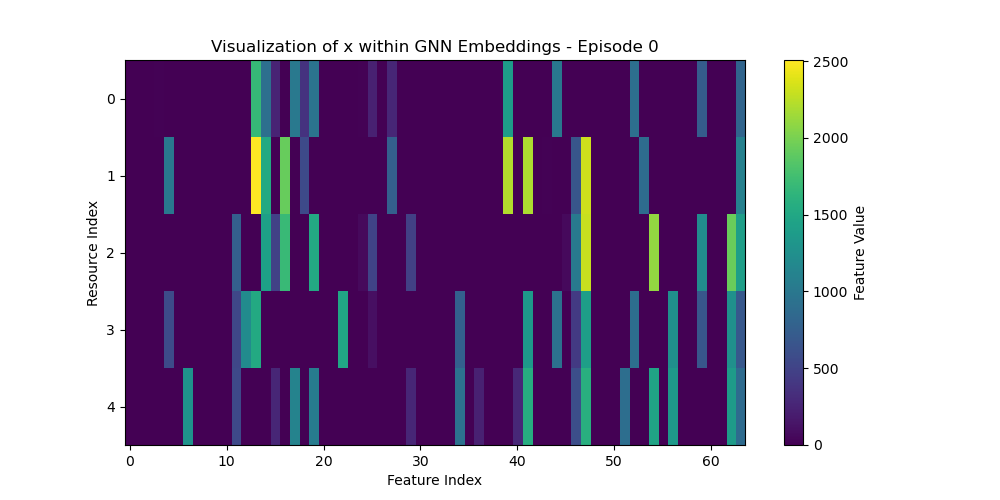 Visualization of x within GNN Embeddings - Episode 0
Resource Index
0
1
2
3
4
0 10 20 30 40 50 60
Feature Index
2500
2000
1500
1000
500
0
Feature Value